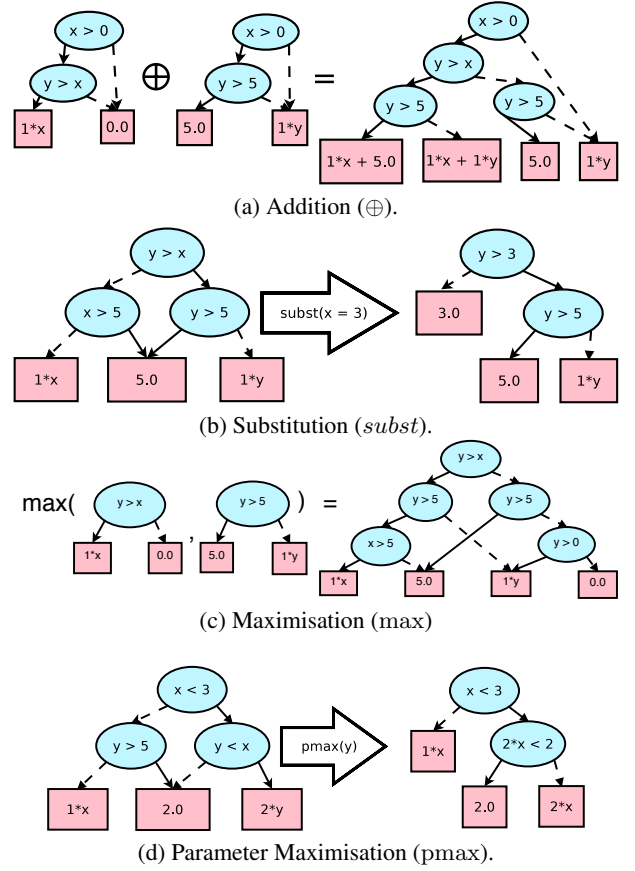 x > 0 x > 0 x > 0
y > x ⊕ y > 5 = y > x
y > 5 y > 5
1*x 0.0 5.0 1*y
1*x + 5.0 1*x + 1*y 5.0 1*y
(a) Addition (⊕).
y > x y > 3
x > 5 y > 5 subst(x = 3) 3.0 y > 5
1*x 5.0 1*y 5.0 1*y
(b) Substitution (subst).
y > x
max( y > x , y > 5 ) = y > 5 y > 5
x > 5 y > 0
1*x 0.0 5.0 1*y
1*x 5.0 1*y 0.0
(c) Maximisation (max)
x < 3 x < 3
y > 5 y < x pmax(y) 1*x 2*x < 2
1*x 2.0 2*y 2.0 2*x
(d) Parameter Maximisation (pmax).